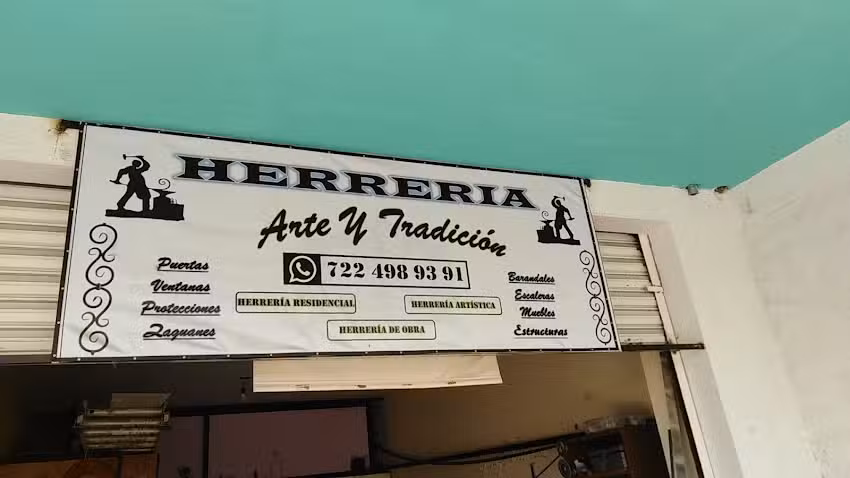 HERRERIA
Arte Y Tradición
722 498 93 91
Puertas
Ventanas
Protecciones
Zaguanes
HERRERÍA RESIDENCIAL
HERRERÍA ARTÍSTICA
HERRERÍA DE OBRA
Barandales
Escaleras
Muebles
Estructuras